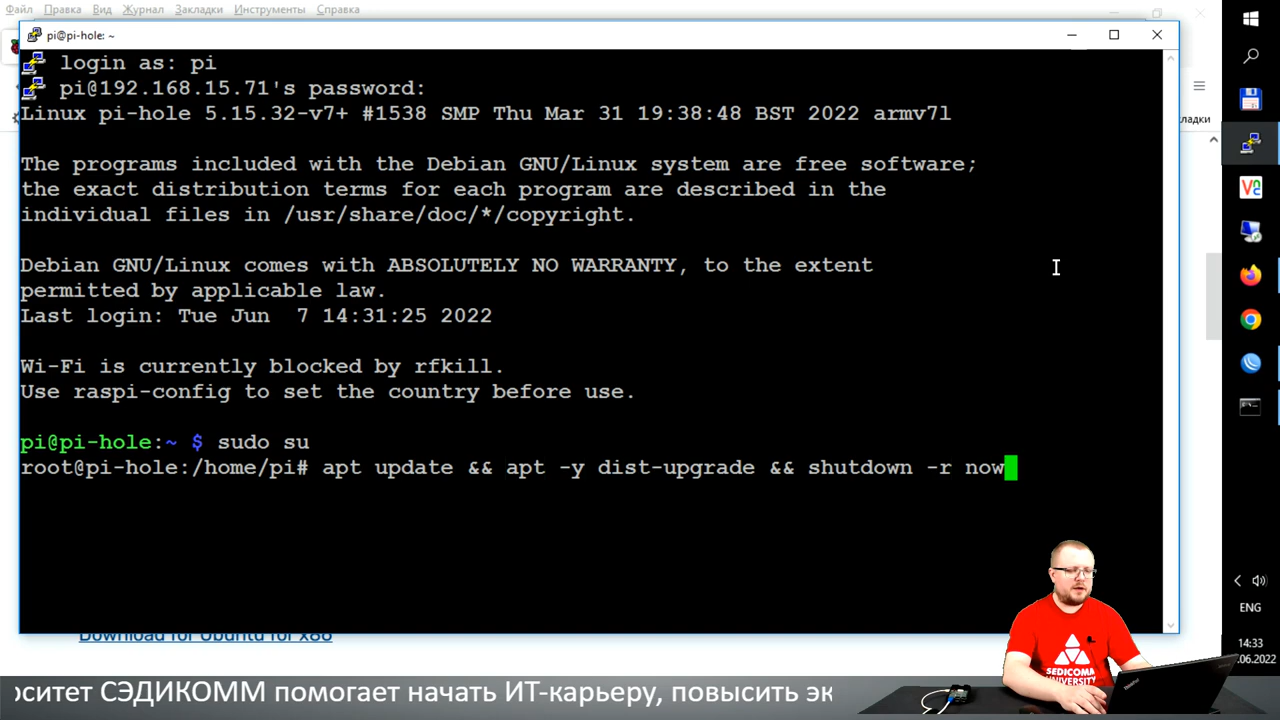 Файл Правка Вид Журнал Закладки Инструменты Справка
pi@pi-hole: ~
login as: pi
pi@192.168.15.71's password:
Linux pi-hole 5.15.32-v7+ #1538 SMP Thu Mar 31 19:38:48 BST 2022 armv7l
The programs included with the Debian GNU/Linux system are free software;
the exact distribution terms for each program are described in the
individual files in /usr/share/doc/*/copyright.
Debian GNU/Linux comes with ABSOLUTELY NO WARRANTY, to the extent
permitted by applicable law.
Last login: Tue Jun  7 14:31:25 2022
Wi-Fi is currently blocked by rfkill.
Use raspi-config to set the country before use.
pi@pi-hole:~ $ sudo su
root@pi-hole:/home/pi# apt update && apt -y dist-upgrade && shutdown -r now
Download for Ubuntu for x86
кладки
ENG
14:33
.06.2022
SEDICOMM
UNIVERSITY
ThinkPad
рситет СЭДИКОММ помогает начать ИТ-карьеру, повысить эк